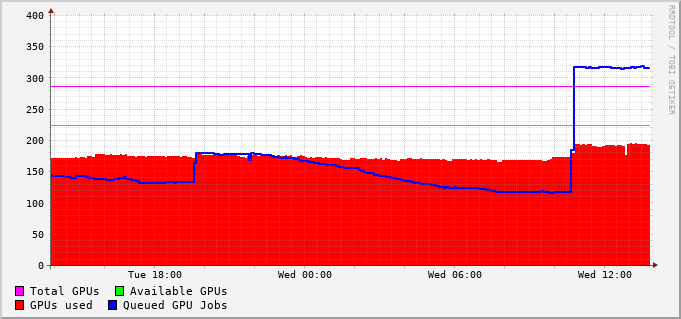 400
350
300
250
200
150
100
50
0
Tue 18:00 Wed 00:00 Wed 06:00 Wed 12:00
Total GPUs Available GPUs
GPUs used Queued GPU Jobs
RRDTOOL / TOBI OETIKER